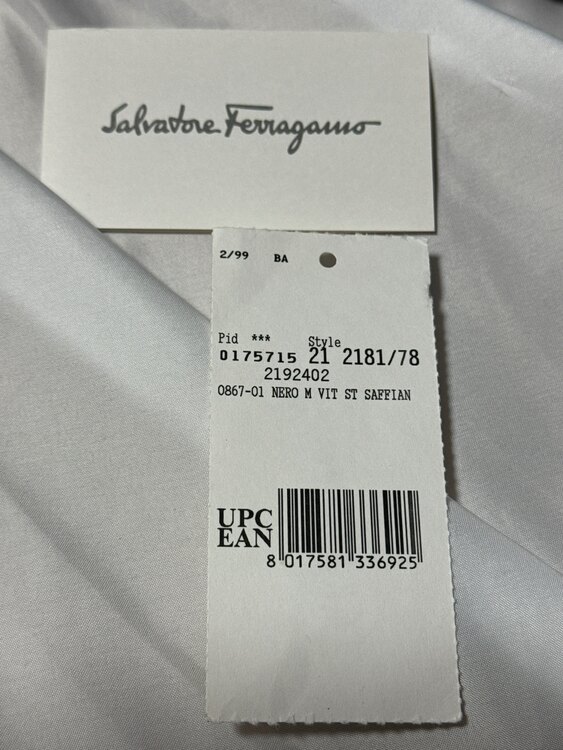 Salvatore Ferragamo
2/99 BA
Pid *** Style
0175715 21 2181/78
2192402
0867-01 NERO M VIT ST SAFFIAN
UPC
EAN
8 017581 336925